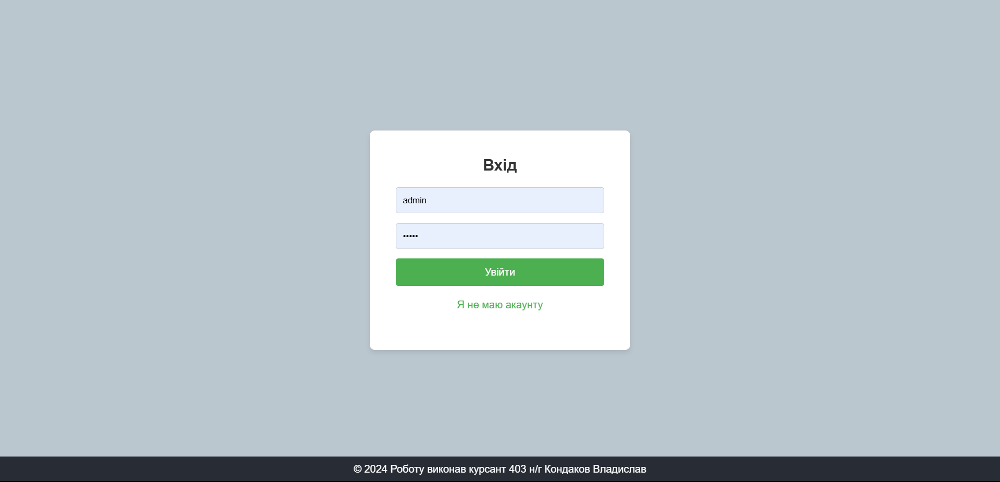 Вхід
admin
•••••
Увійти
Я не маю акаунту
© 2024 Роботу виконав курсант 403 н/г Кондаков Владислав